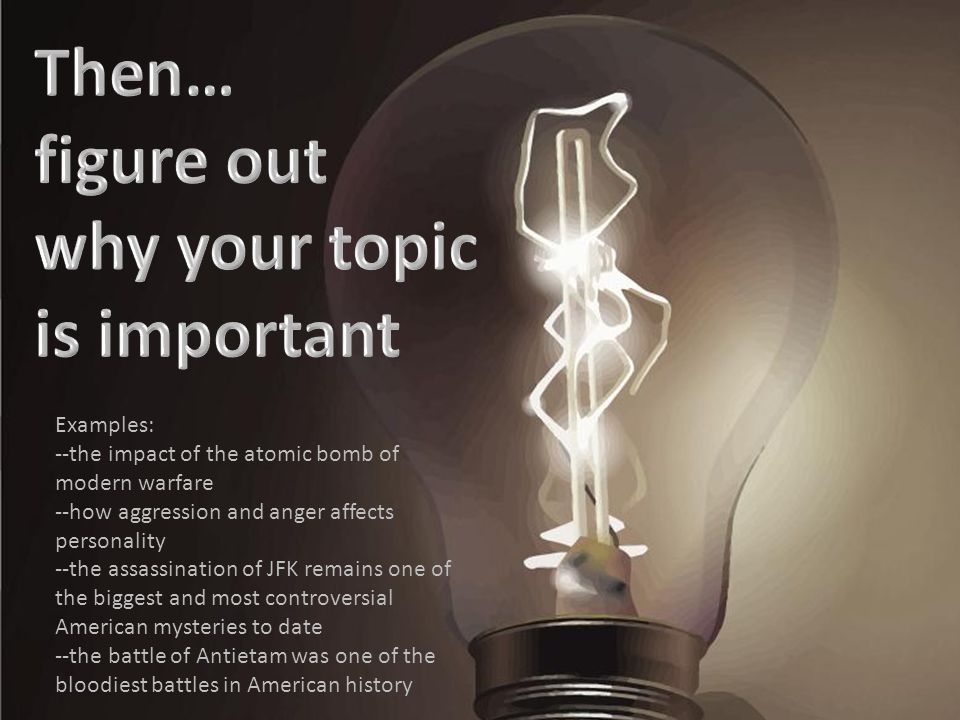 Then...
figure out
why your topic
is important
Examples:
--the impact of the atomic bomb of
modern warfare
--how aggression and anger affects
personality
--the assassination of JFK remains one of
the biggest and most controversial
American mysteries to date
--the battle of Antietam was one of the
bloodiest battles in American history